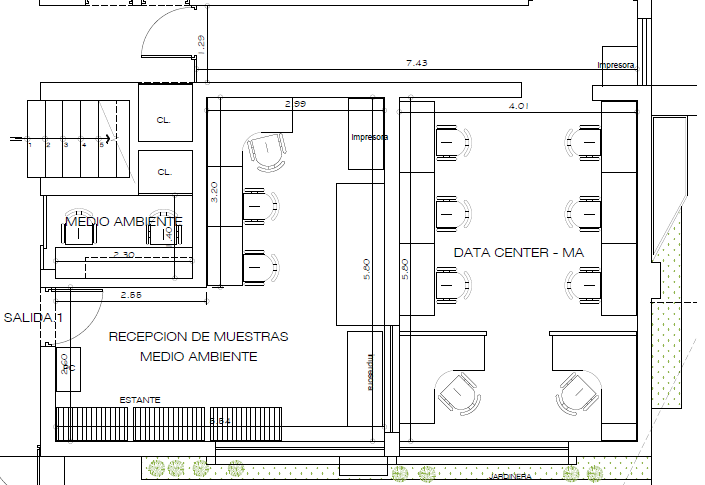 1.29
7.43
Impresora
2.99
4.01
CL.
Impresora
1 2 3 4 5
CL.
3.20
MEDIO AMBIENTE
2.30
5.80
5.80
DATA CENTER - MA
2.55
SALIDA 1
RECEPCION DE MUESTRAS
MEDIO AMBIENTE
PC
Impresora
ESTANTE
JARDINERA